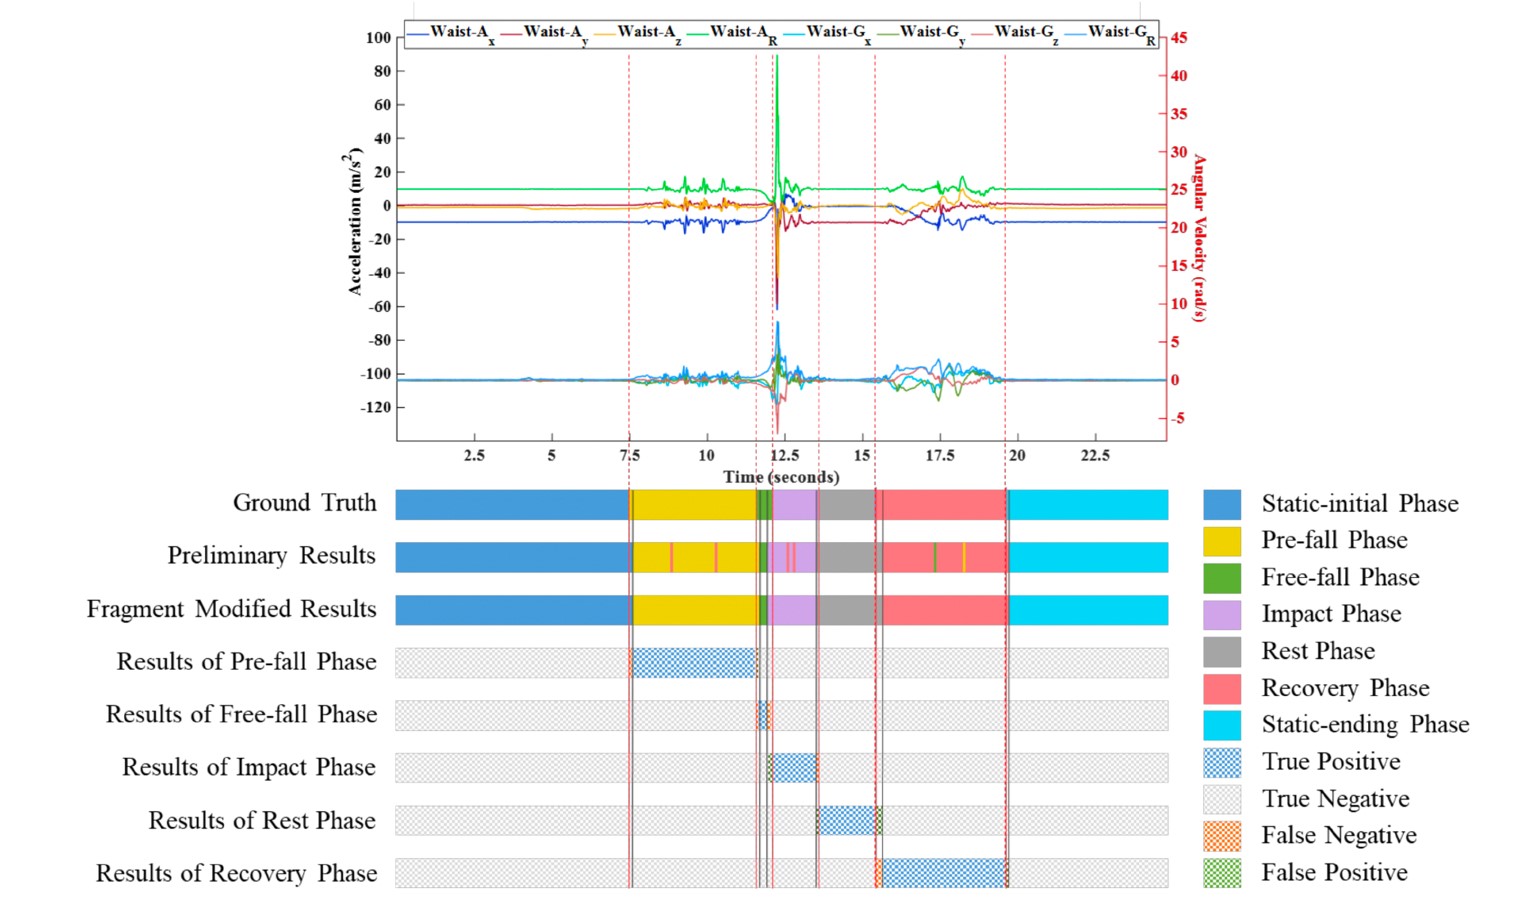 Waist-Ax Waist-Ay Waist-Az Waist-AR Waist-Gx Waist-Gy Waist-Gz Waist-GR
100
80
60
40
20
0
-20
-40
-60
-80
-100
-120
Acceleration (m/s2)
45
40
35
30
25
20
15
10
5
0
-5
Angular Velocity (rad/s)
2.5 5 7.5 10 12.5 15 17.5 20 22.5
Time (seconds)
Ground Truth
Preliminary Results
Fragment Modified Results
Results of Pre-fall Phase
Results of Free-fall Phase
Results of Impact Phase
Results of Rest Phase
Results of Recovery Phase
Static-initial Phase
Pre-fall Phase
Free-fall Phase
Impact Phase
Rest Phase
Recovery Phase
Static-ending Phase
True Positive
True Negative
False Negative
False Positive